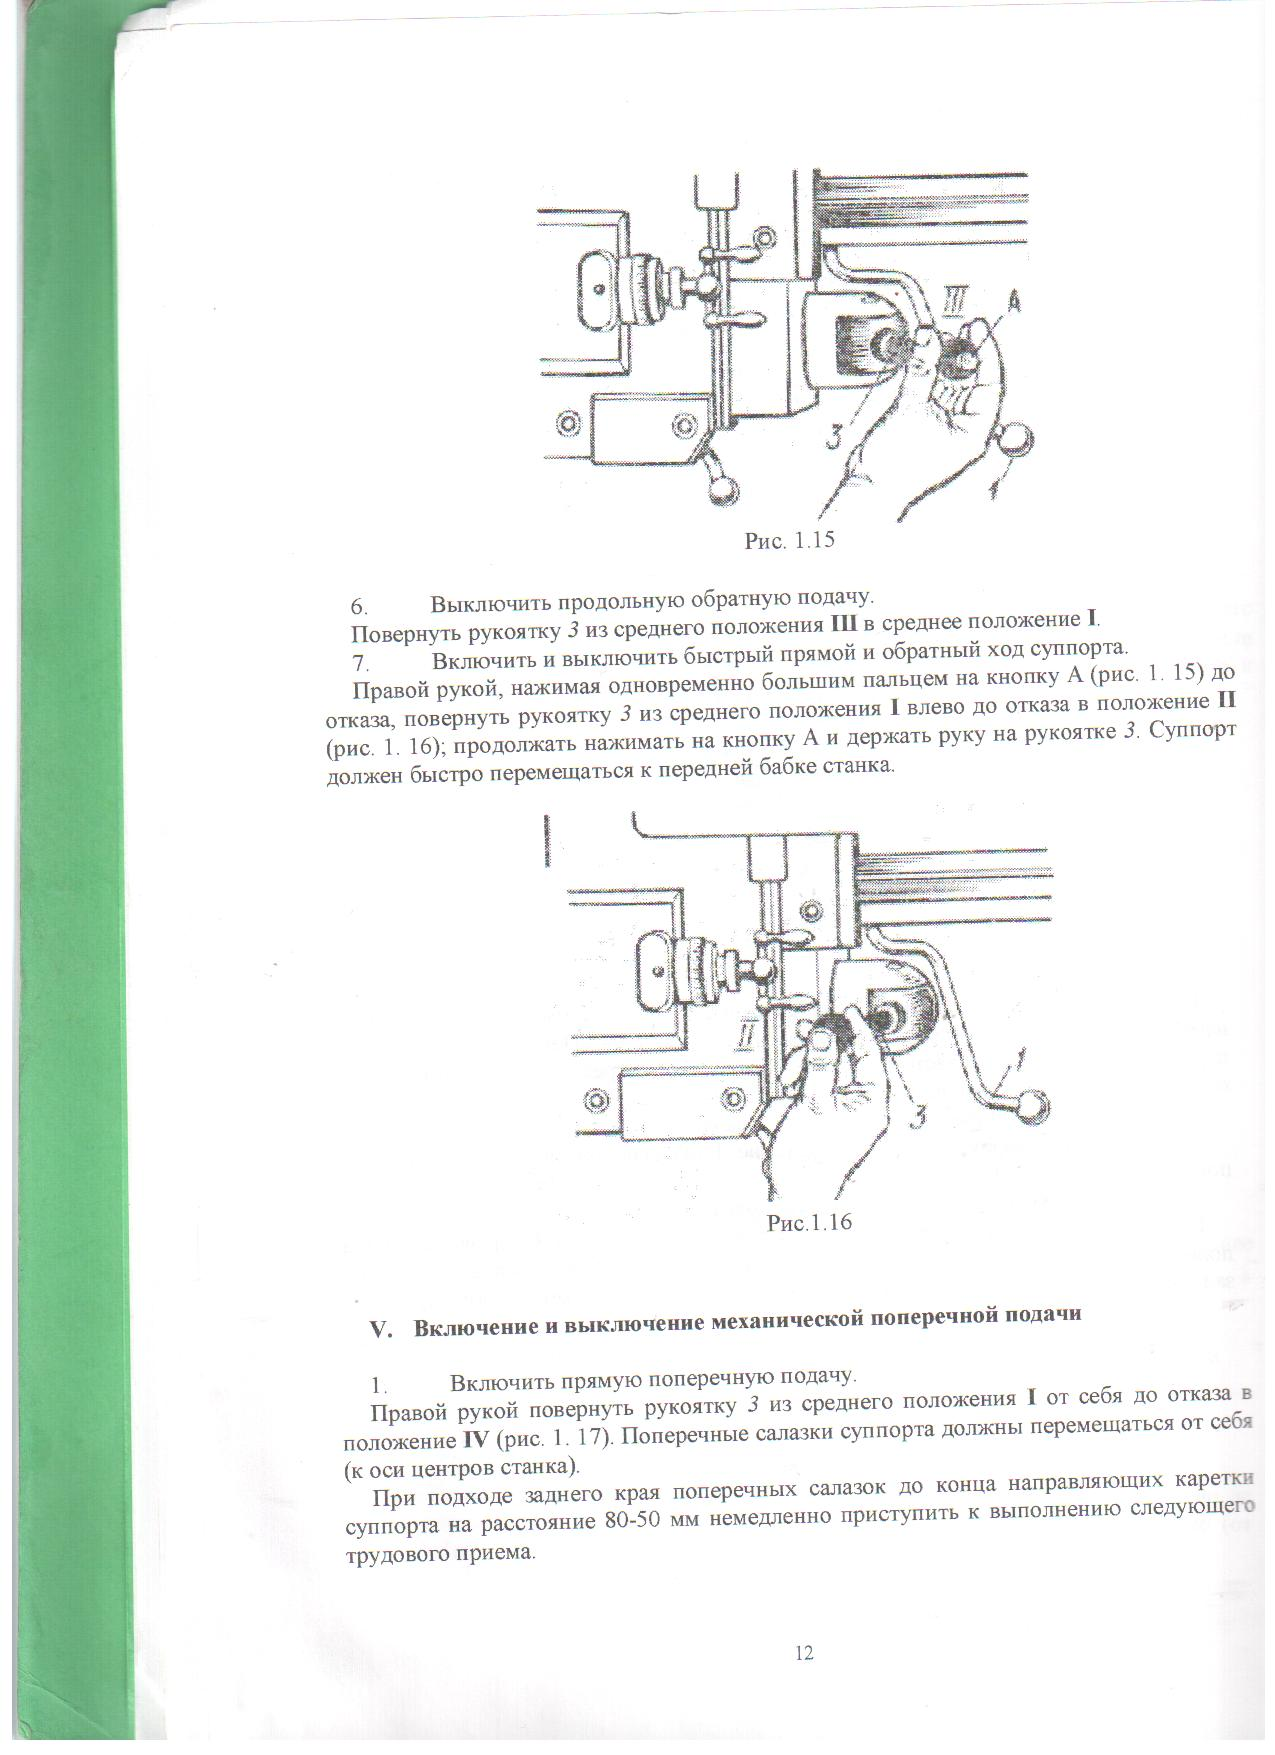 III
A
3
1
Рис. 1.15
6. Выключить продольную обратную подачу.
Повернуть рукоятку 3 из среднего положения III в среднее положение I.
7. Включить и выключить быстрый прямой и обратный ход суппорта.
Правой рукой, нажимая одновременно большим пальцем на кнопку А (рис. 1. 15) до
отказа, повернуть рукоятку 3 из среднего положения I влево до отказа в положение II
(рис. 1. 16); продолжать нажимать на кнопку А и держать руку на рукоятке 3. Суппорт
должен быстро перемещаться к передней бабке станка.
II
1
3
Рис.1.16
V. Включение и выключение механической поперечной подачи
1. Включить прямую поперечную подачу.
Правой рукой повернуть рукоятку 3 из среднего положения I от себя до отказа в
положение IV (рис. 1. 17). Поперечные салазки суппорта должны перемещаться от себя
(к оси центров станка).
При подходе заднего края поперечных салазок до конца направляющих каретки
суппорта на расстояние 80-50 мм немедленно приступить к выполнению следующего
трудового приема.
12